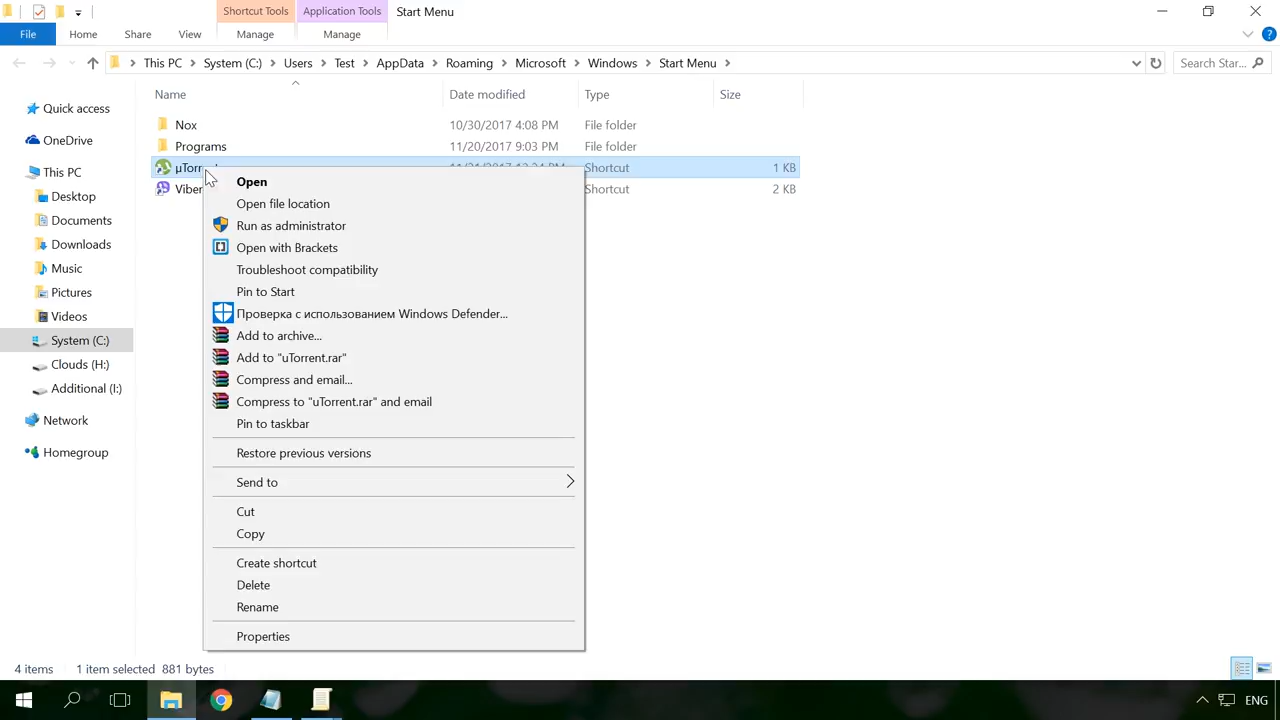 Shortcut Tools Application Tools Start Menu
File Home Share View Manage Manage
This PC System (C:) Users Test AppData Roaming Microsoft Windows Start Menu Search Star...
Name Date modified Type Size
Quick access
OneDrive
This PC
Desktop
Documents
Downloads
Music
Pictures
Videos
System (C:)
Clouds (H:)
Additional (I:)
Network
Homegroup
Nox 10/30/2017 4:08 PM File folder
Programs 11/20/2017 9:03 PM File folder
Shortcut 1 KB
Viber Shortcut 2 KB
Open
Open file location
Run as administrator
Open with Brackets
Troubleshoot compatibility
Pin to Start
Проверка с использованием Windows Defender...
Add to archive...
Add to "uTorrent.rar"
Compress and email...
Compress to "uTorrent.rar" and email
Pin to taskbar
Restore previous versions
Send to
Cut
Copy
Create shortcut
Delete
Rename
Properties
4 items 1 item selected 881 bytes
ENG